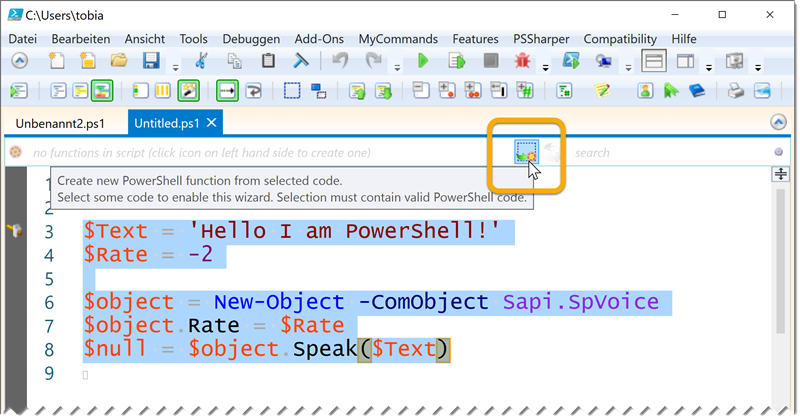 C:\Users\tobia
Datei Bearbeiten Ansicht Tools Debuggen Add-Ons MyCommands Features PSSharper Compatibility Hilfe
Unbenannt2.ps1 Untitled.ps1
no functions in script (click icon on left hand side to create one) search
Create new PowerShell function from selected code.
Select some code to enable this wizard. Selection must contain valid PowerShell code.
1
2
3 $Text = 'Hello I am PowerShell!'
4 $Rate = -2
5
6 $object = New-Object -ComObject Sapi.SpVoice
7 $object.Rate = $Rate
8 $null = $object.Speak($Text)
9